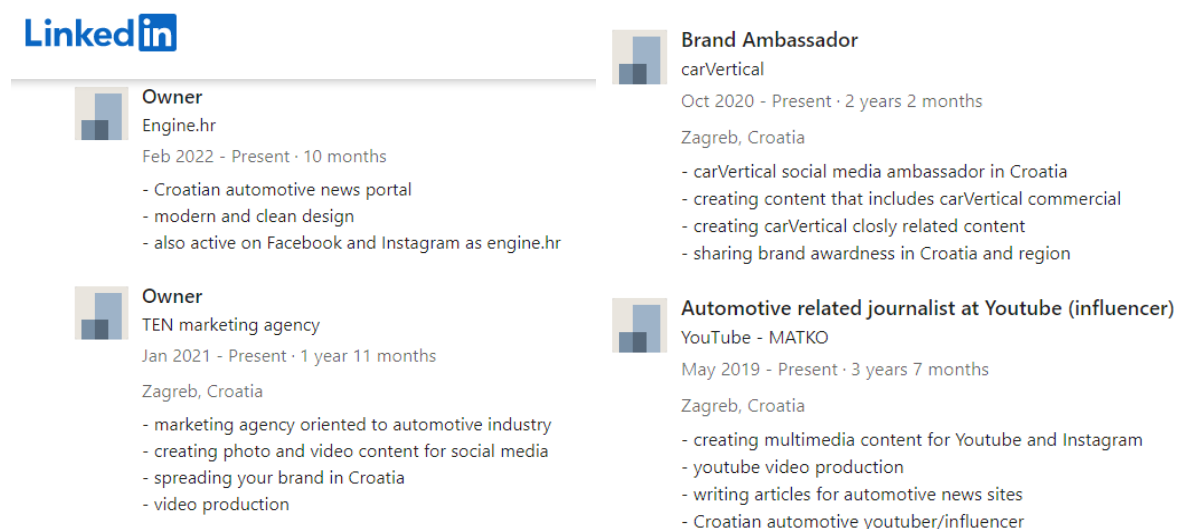 LinkedIn
Owner
Engine.hr
Feb 2022 - Present · 10 months
- Croatian automotive news portal
- modern and clean design
- also active on Facebook and Instagram as engine.hr
Owner
TEN marketing agency
Jan 2021 - Present · 1 year 11 months
Zagreb, Croatia
- marketing agency oriented to automotive industry
- creating photo and video content for social media
- spreading your brand in Croatia
- video production
Brand Ambassador
carVertical
Oct 2020 - Present · 2 years 2 months
Zagreb, Croatia
- carVertical social media ambassador in Croatia
- creating content that includes carVertical commercial
- creating carVertical closly related content
- sharing brand awardness in Croatia and region
Automotive related journalist at Youtube (influencer)
YouTube - MATKO
May 2019 - Present · 3 years 7 months
Zagreb, Croatia
- creating multimedia content for Youtube and Instagram
- youtube video production
- writing articles for automotive news sites
- Croatian automotive youtuber/influencer